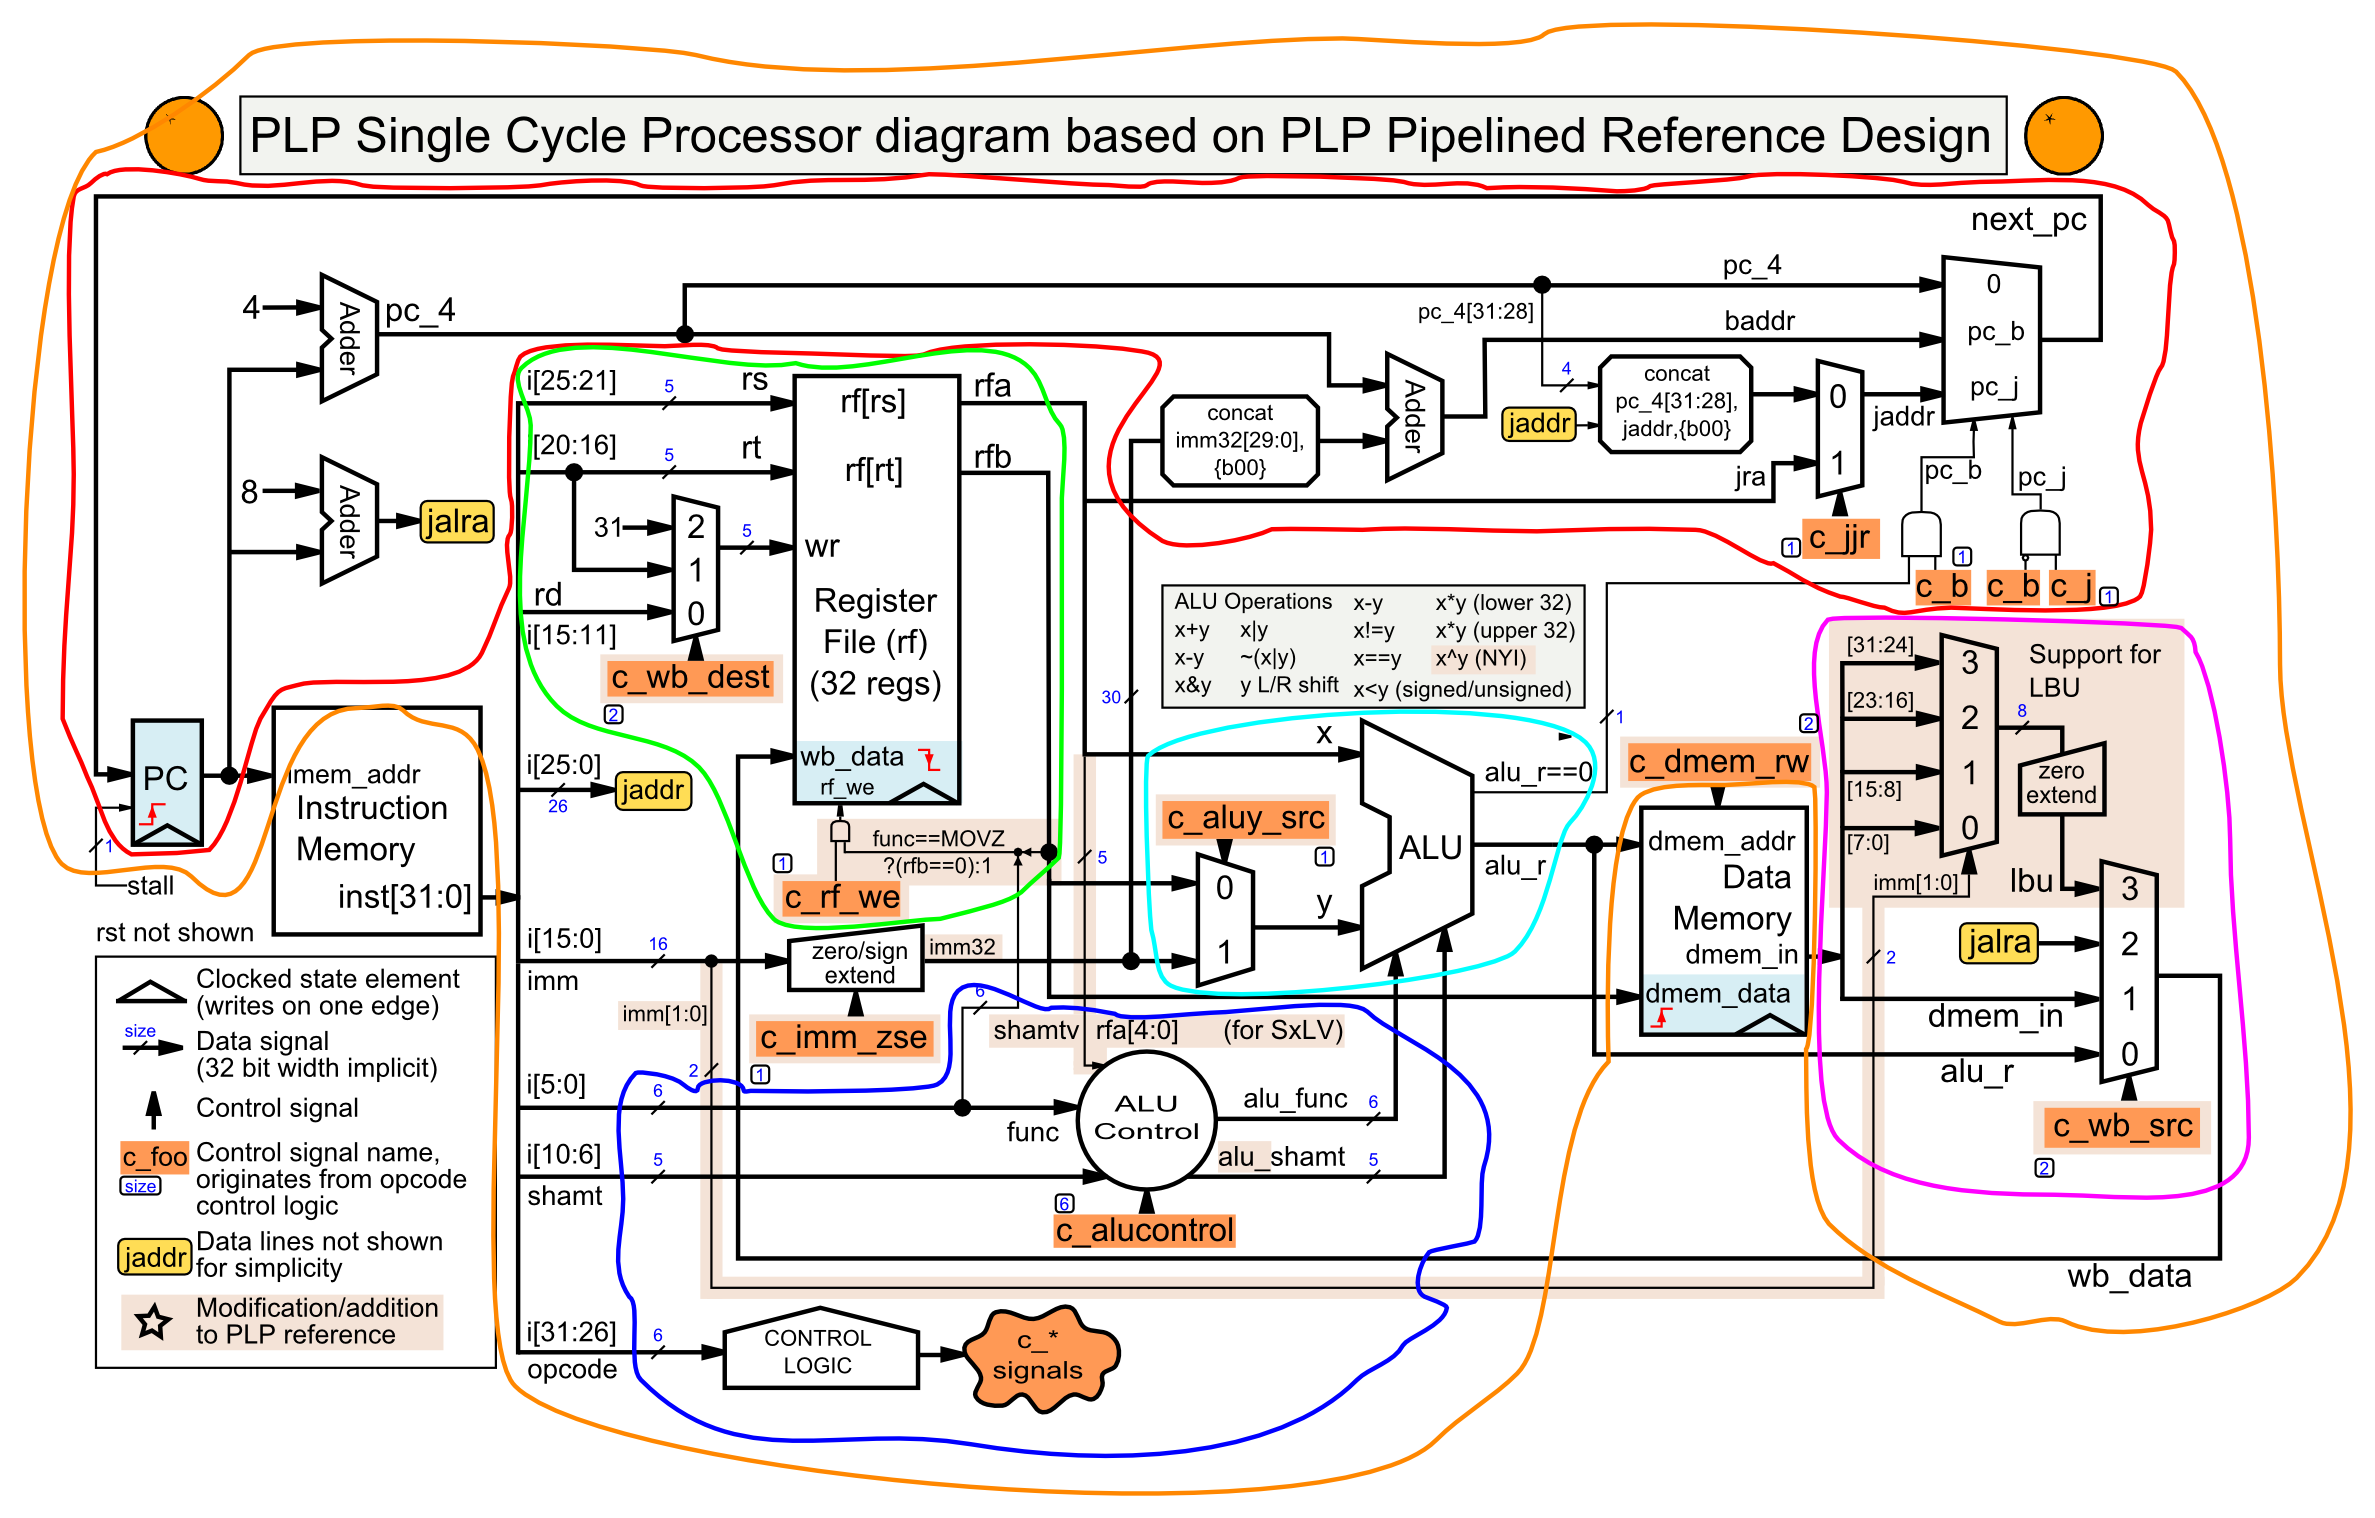 PLP Single Cycle Processor diagram based on PLP Pipelined Reference Design
next_pc
4
Adder
pc_4
pc_4
pc_4[31:28]
baddr
0
pc_b
pc_j
8
Adder
jalra
i[25:21]
5
rs
rf[rs]
rfa
[20:16]
5
rt
rf[rt]
rfb
31
2
1
0
5
wr
rd
i[15:11]
c_wb_dest
2
Register
File (rf)
(32 regs)
wb_data
rf_we
concat
imm32[29:0],
{b00}
Adder
4
jaddr
concat
pc_4[31:28],
jaddr,{b00}
0
1
jaddr
jra
c_jjr
1
pc_b
pc_j
1
c_b
c_b
c_j
1
ALU Operations
x+y
x-y
x&y
x|y
~(x|y)
y L/R shift
x-y
x!=y
x==y
x<y (signed/unsigned)
x*y (lower 32)
x*y (upper 32)
x^y (NYI)
30
1
PC
1
stall
rst not shown
imem_addr
Instruction
Memory
inst[31:0]
i[25:0]
26
jaddr
func==MOVZ
?(rfb==0):1
1
c_rf_we
5
x
y
c_aluy_src
1
0
1
ALU
alu_r==0
alu_r
2
c_dmem_rw
dmem_addr
Data
Memory
dmem_in
dmem_data
[31:24]
[23:16]
[15:8]
[7:0]
3
2
1
0
8
Support for
LBU
zero
extend
imm[1:0]
lbu
2
jalra
dmem_in
alu_r
3
2
1
0
c_wb_src
2
wb_data
i[15:0]
16
imm
zero/sign
extend
imm32
imm[1:0]
c_imm_zse
1
2
6
shamtv
rfa[4:0]
(for SxLV)
i[5:0]
6
func
ALU
Control
alu_func
6
i[10:6]
5
shamt
alu_shamt
5
6
c_alucontrol
i[31:26]
6
opcode
CONTROL
LOGIC
c_*
signals
Clocked state element
(writes on one edge)
size
Data signal
(32 bit width implicit)
Control signal
c_foo
size
Control signal name,
originates from opcode
control logic
jaddr
Data lines not shown
for simplicity
Modification/addition
to PLP reference